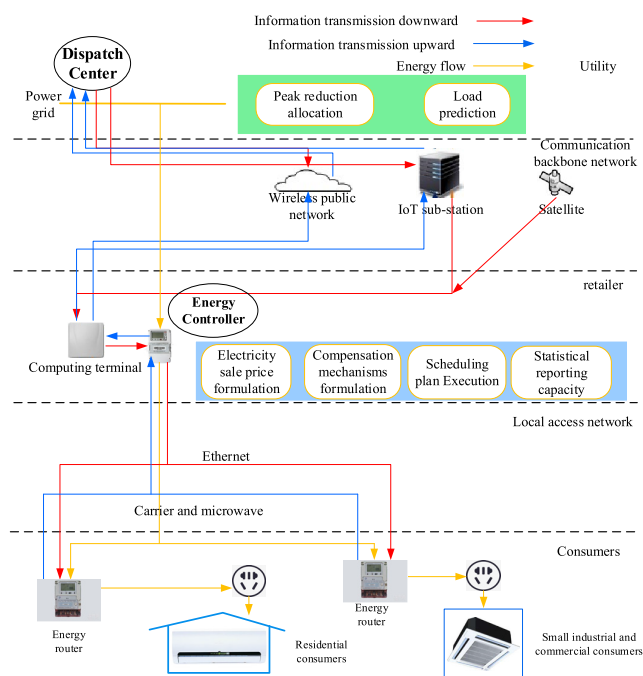 Information transmission downward
Information transmission upward
Energy flow
Utility
Dispatch
Center
Power
grid
Peak reduction
allocation
Load
prediction
Communication
backbone network
Wireless public
network
IoT sub-station
Satellite
retailer
Energy
Controller
Computing terminal
Electricity
sale price
formulation
Compensation
mechanisms
formulation
Scheduling
plan Execution
Statistical
reporting
capacity
Local access network
Ethernet
Carrier and microwave
Consumers
Energy
router
Residential
consumers
Energy
router
Small industrial and
commercial consumers